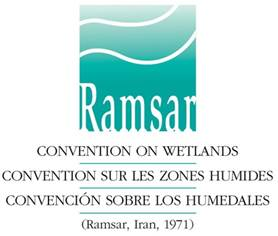 Ramsar
CONVENTION ON WETLANDS
CONVENTION SUR LES ZONES HUMIDES
CONVENCIÓN SOBRE LOS HUMEDALES
(Ramsar, Iran, 1971)